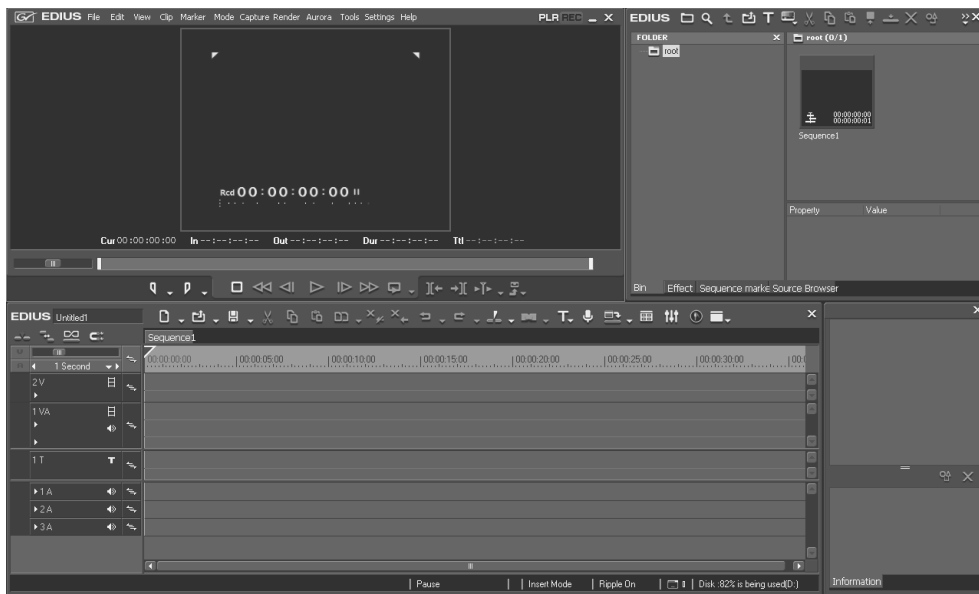 EDIUS File Edit View Clip Marker Mode Capture Render Aurora Tools Settings Help
PLR REC
Rcd 00:00:00:00
Cur 00:00:00:00 In --:--:--:-- Out --:--:--:-- Dur --:--:--:-- Ttl --:--:--:--
EDIUS
FOLDER
root
root (0/1)
00:00:00:00
00:00:00:01
Sequence1
Property Value
Bin Effect Sequence marke Source Browser
EDIUS Untitled1
Sequence1
1 Second
00:00:00:00 00:00:05:00 00:00:10:00 00:00:15:00 00:00:20:00 00:00:25:00 00:00:30:00 00:0
2 V
1 VA
1 T
T
1 A
2 A
3 A
Pause Insert Mode Ripple On Disk :82% is being used(D:)
Information